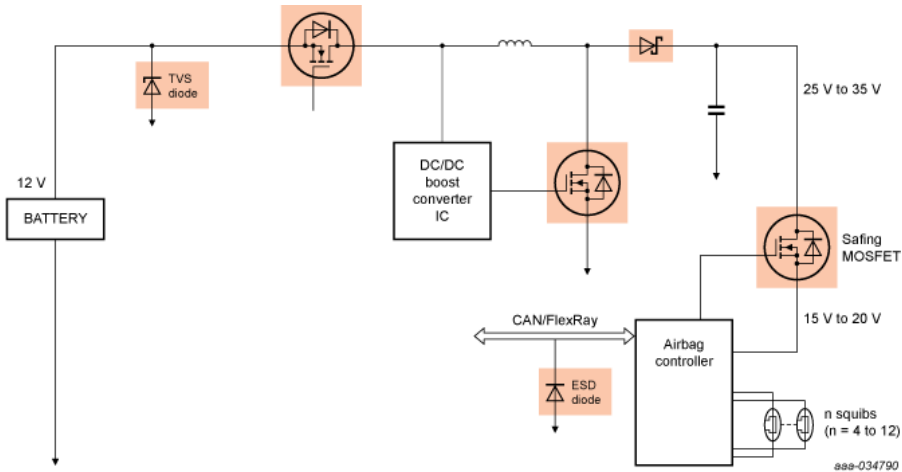 TVS
diode
25 V to 35 V
DC/DC
boost
converter
IC
12 V
BATTERY
Safing
MOSFET
CAN/FlexRay
15 V to 20 V
Airbag
controller
ESD
diode
n squibs
(n = 4 to 12)
aaa-034790